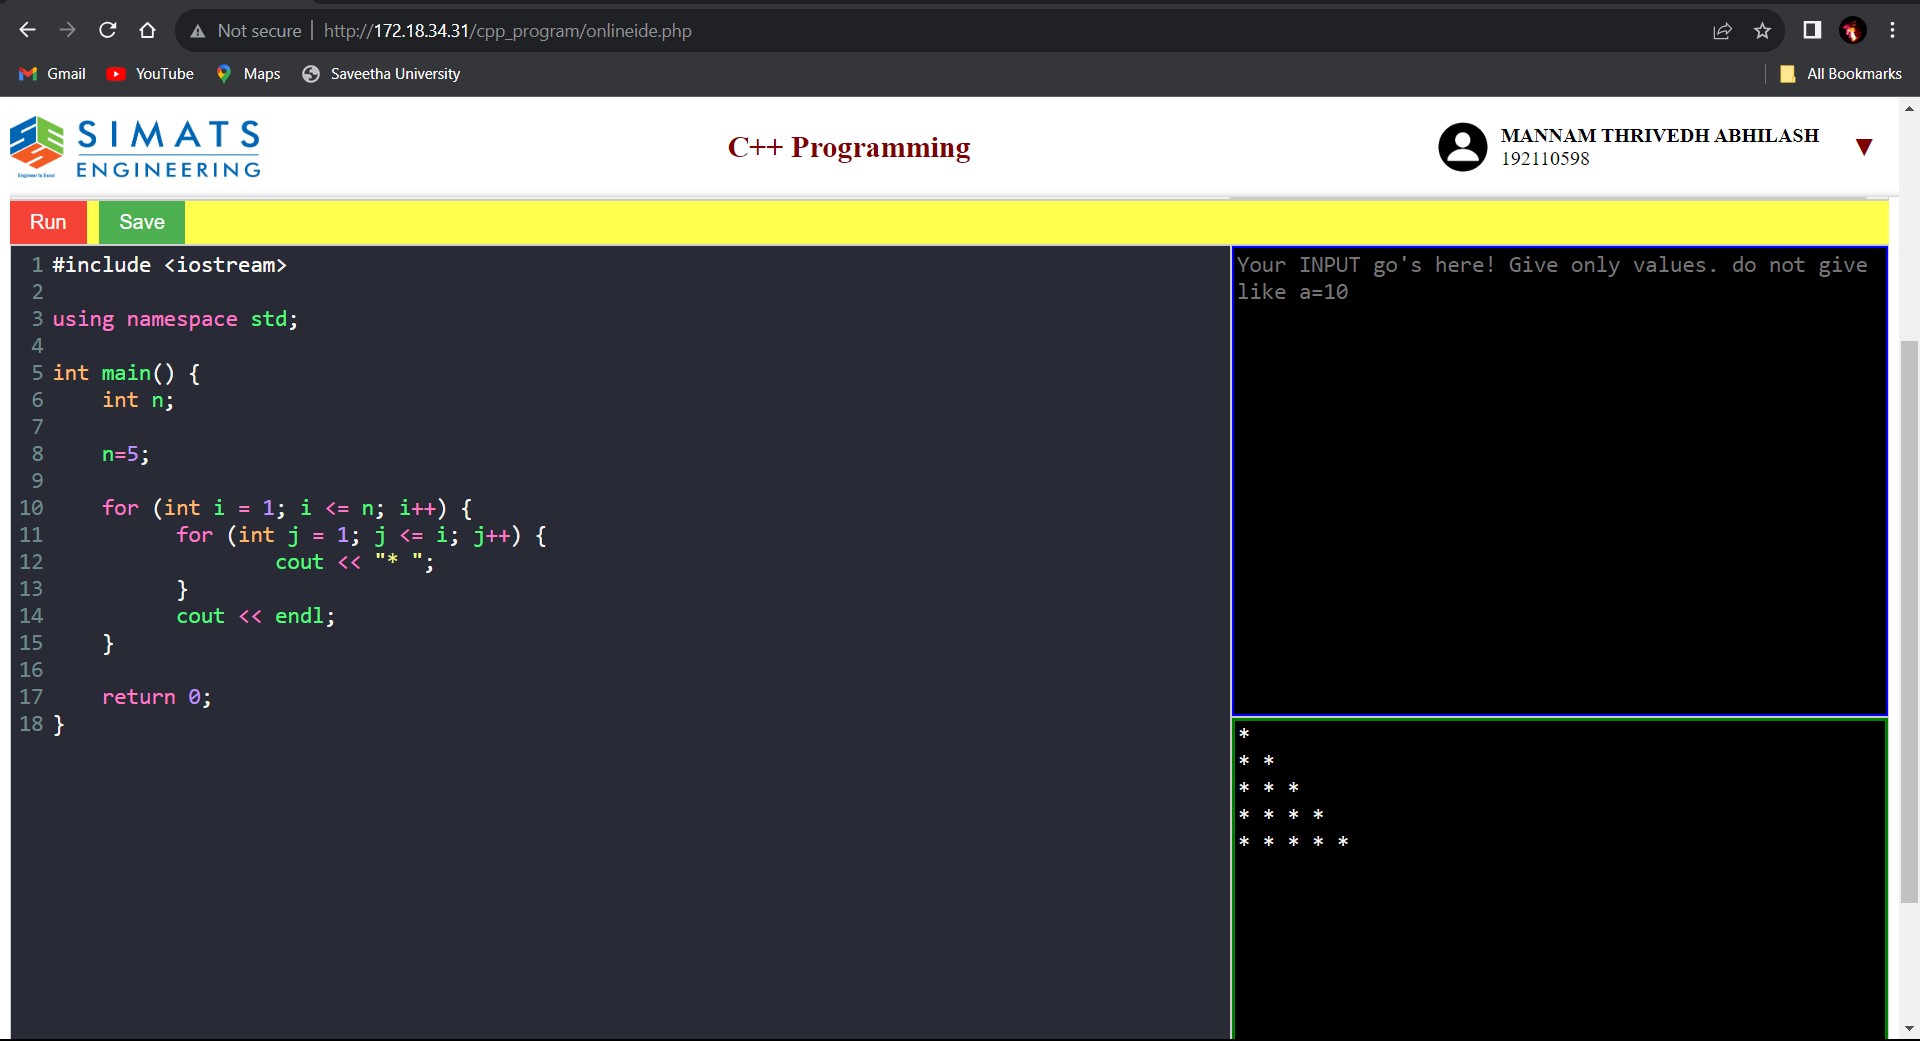 Not secure http://172.18.34.31/cpp_program/onlineide.php
Gmail YouTube Maps Saveetha University All Bookmarks
SIMATS
ENGINEERING
Engineer to Excel
C++ Programming
MANNAM THRIVEDH ABHILASH
192110598
Run Save
1 #include <iostream>
2
3 using namespace std;
4
5 int main() {
6     int n;
7
8     n=5;
9
10     for (int i = 1; i <= n; i++) {
11           for (int j = 1; j <= i; j++) {
12                   cout << "* ";
13           }
14           cout << endl;
15     }
16
17     return 0;
18 }
Your INPUT go's here! Give only values. do not give
like a=10
*
* *
* * *
* * * *
* * * * *